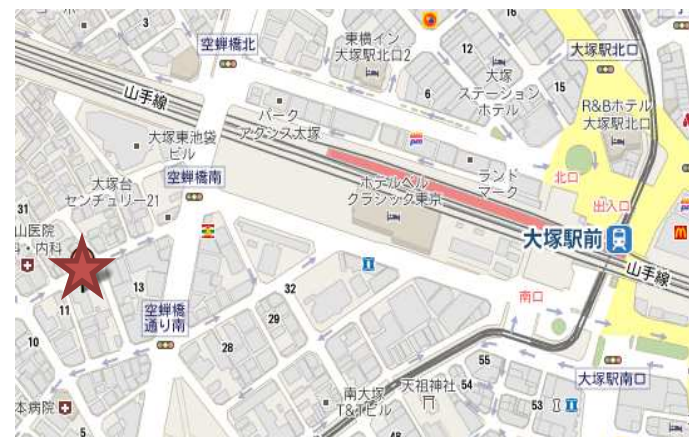 16
3
空蝉橋北
東横イン
大塚駅北口2
12
大塚駅北口
山手線
大塚
ステーション
ホテル
15
6
パーク
アクシス大塚
R&Bホテル
大塚駅北口
大塚東池袋
ビル
pm
ランド
マーク
北口
空蝉橋南
大塚台
センチュリー21
ホテルベル
クラシック東京
出入口
31
山医院
・内科
大塚駅前
山手線
13
32
南口
11
空蝉橋
通り南
29
10
28
55
大塚駅南口
南大塚
T&Tビル
天祖神社
54
53
本病院
5
48